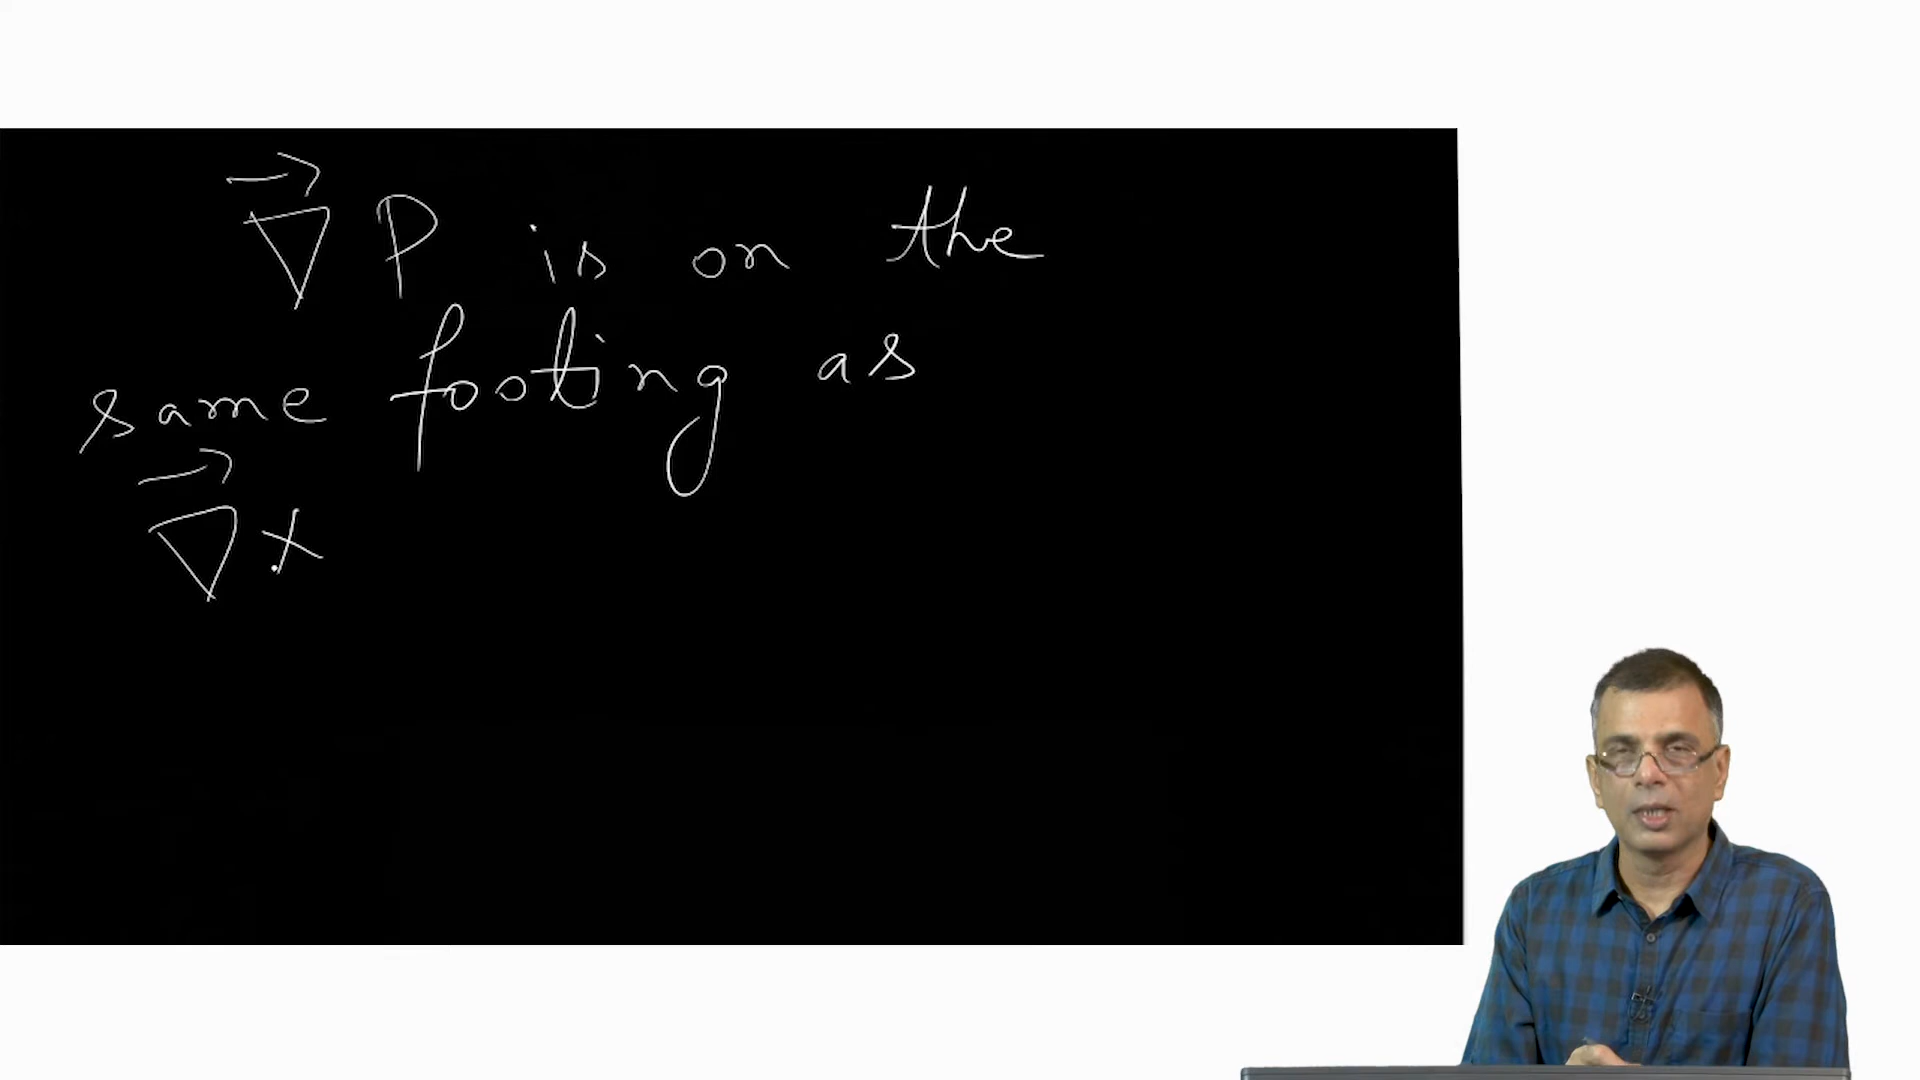 ∇⃗ P is on the
same footing as
∇⃗ x